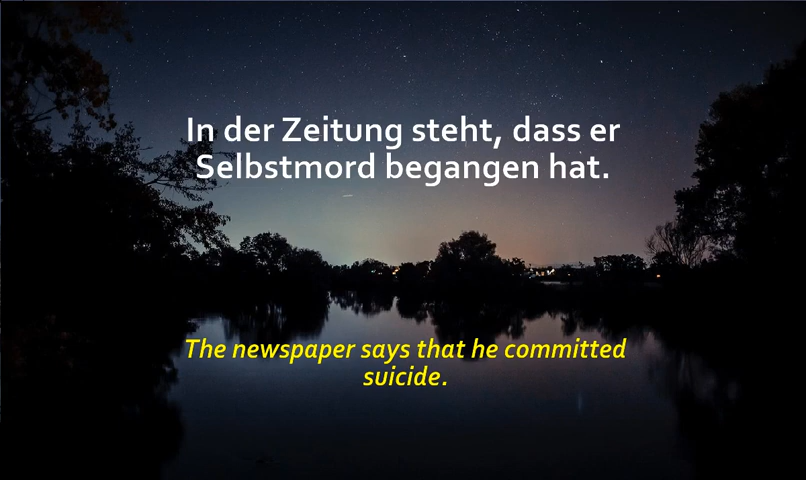 In der Zeitung steht, dass er
Selbstmord begangen hat.
The newspaper says that he committed
suicide.